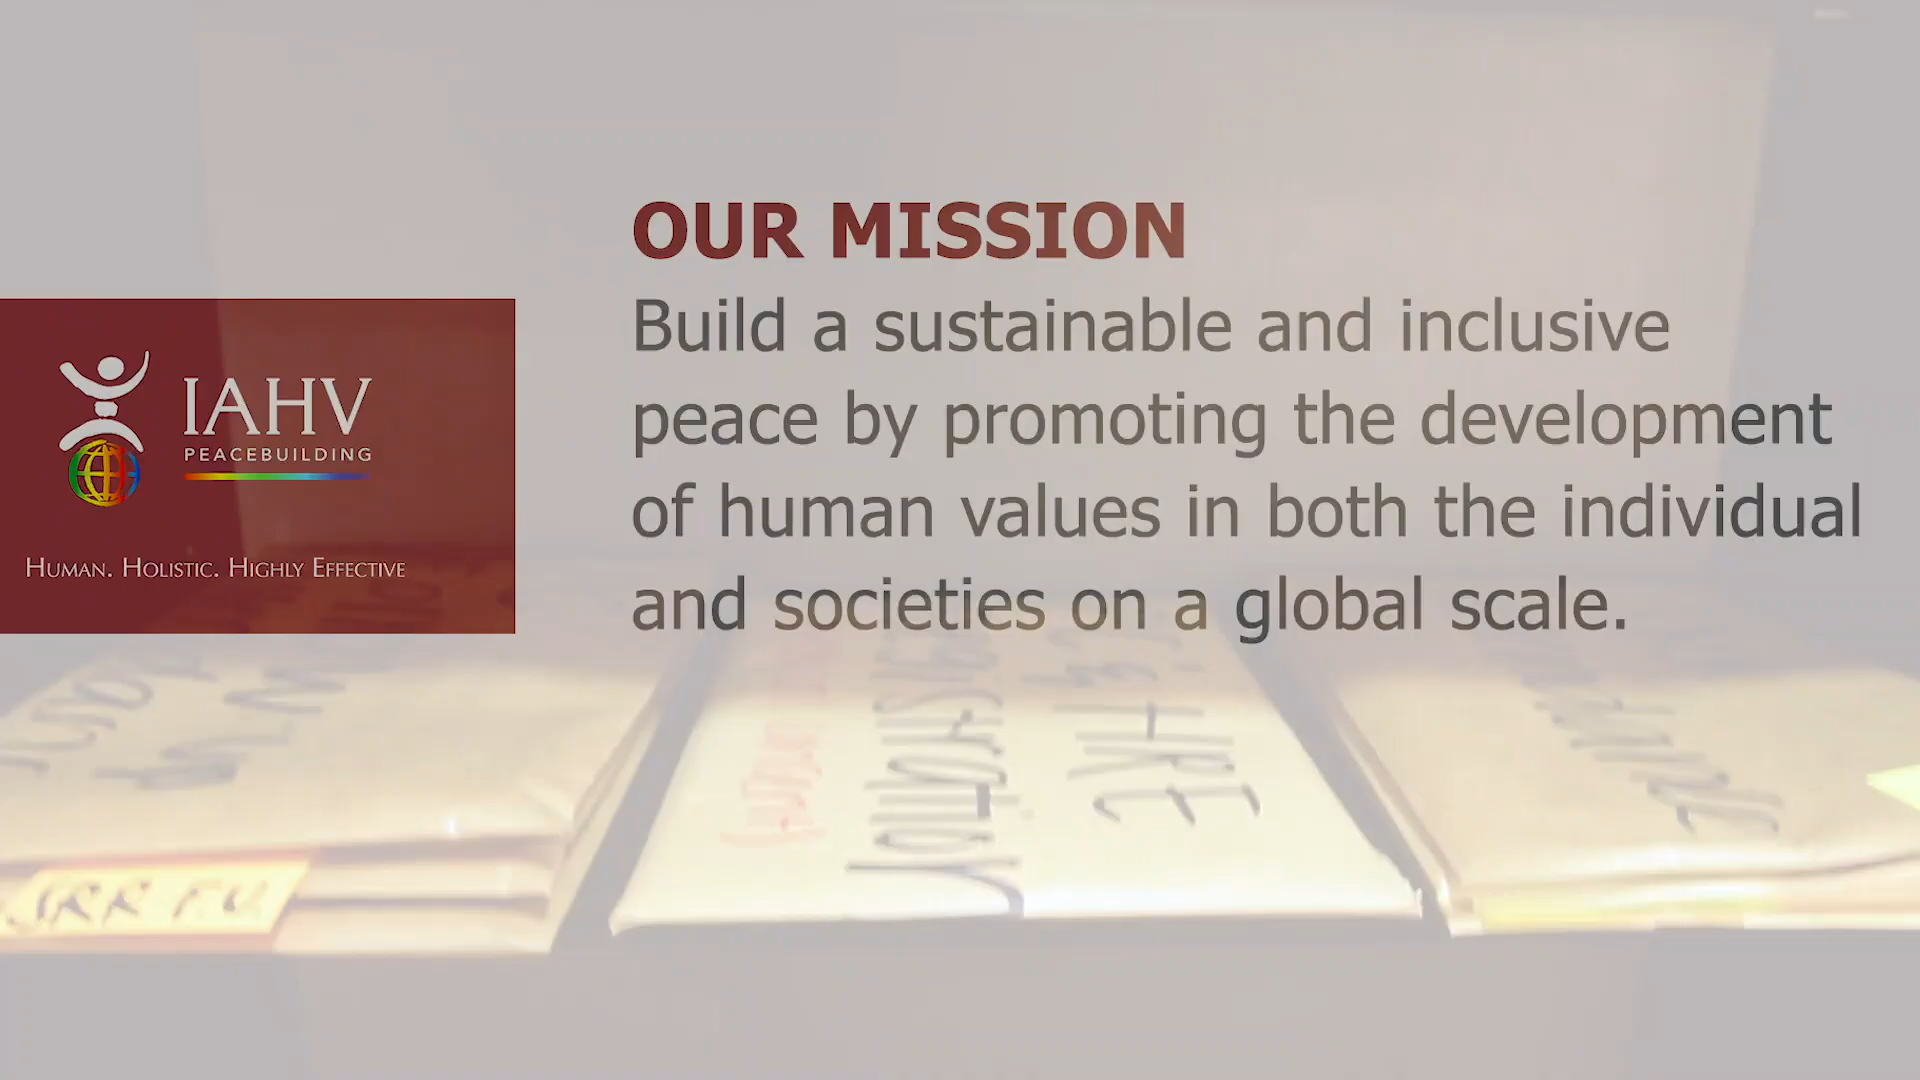 OUR MISSION
Build a sustainable and inclusive
peace by promoting the development
of human values in both the individual
and societies on a global scale.
IAHV
PEACEBUILDING
HUMAN. HOLISTIC. HIGHLY EFFECTIVE